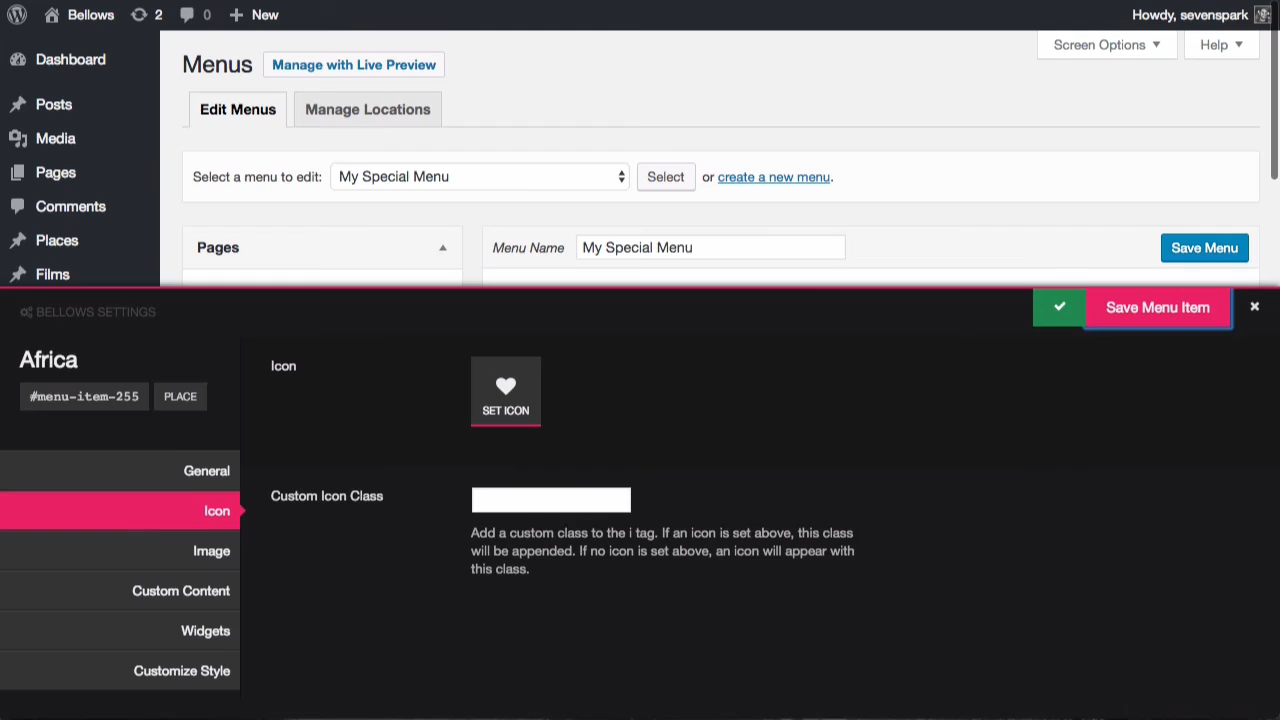 Bellows 2 0 New Howdy, sevenspark
Dashboard
Posts
Media
Pages
Comments
Places
Films
Screen Options Help
Menus Manage with Live Preview
Edit Menus Manage Locations
Select a menu to edit: My Special Menu Select or create a new menu.
Pages Menu Name My Special Menu Save Menu
BELLOWS SETTINGS Save Menu Item
Africa
#menu-item-255 PLACE
General
Icon
Image
Custom Content
Widgets
Customize Style
Icon
SET ICON
Custom Icon Class
Add a custom class to the i tag. If an icon is set above, this class
will be appended. If no icon is set above, an icon will appear with
this class.